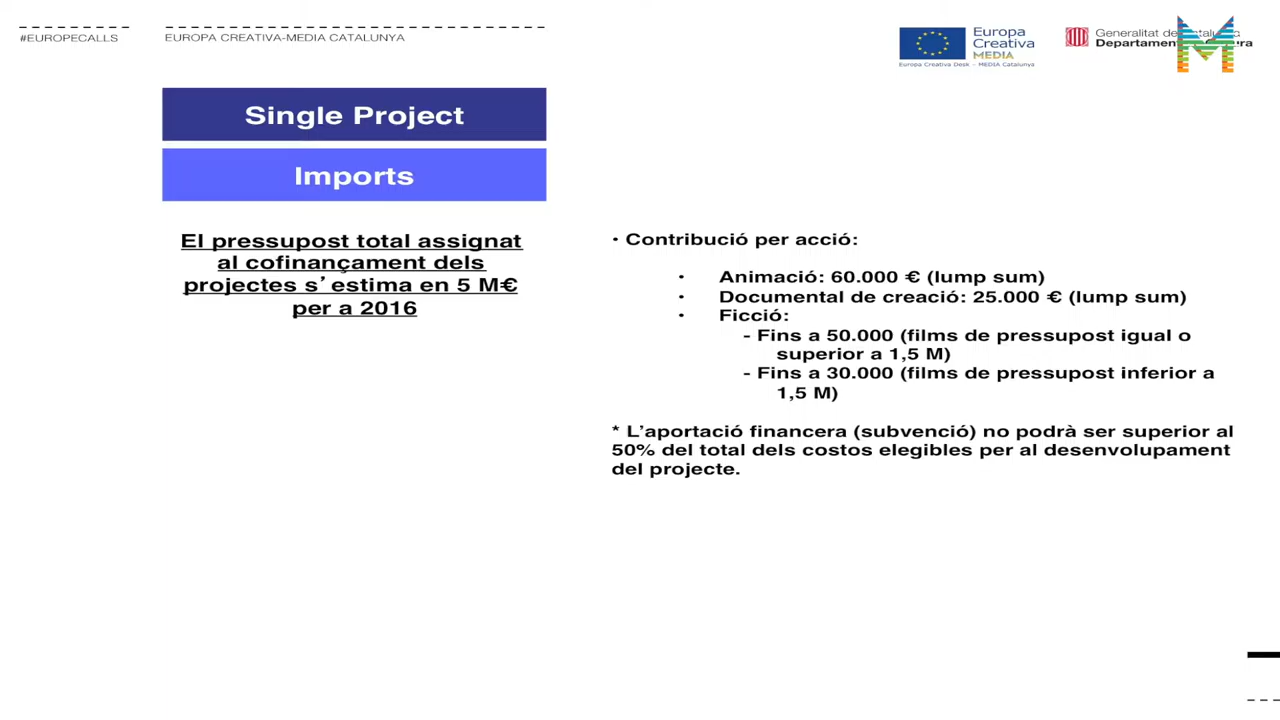 #EUROPECALLS
EUROPA CREATIVA-MEDIA CATALUNYA
Europa
Creativa
MEDIA
Europa Creativa Desk – MEDIA Catalunya
Generalitat de
Single Project
Imports
El pressupost total assignat
al cofinançament dels
projectes s’estima en 5 M€
per a 2016
• Contribució per acció:
• Animació: 60.000 € (lump sum)
• Documental de creació: 25.000 € (lump sum)
• Ficció:
- Fins a 50.000 (films de pressupost igual o
superior a 1,5 M)
- Fins a 30.000 (films de pressupost inferior a
1,5 M)
* L’aportació financera (subvenció) no podrà ser superior al
50% del total dels costos elegibles per al desenvolupament
del projecte.